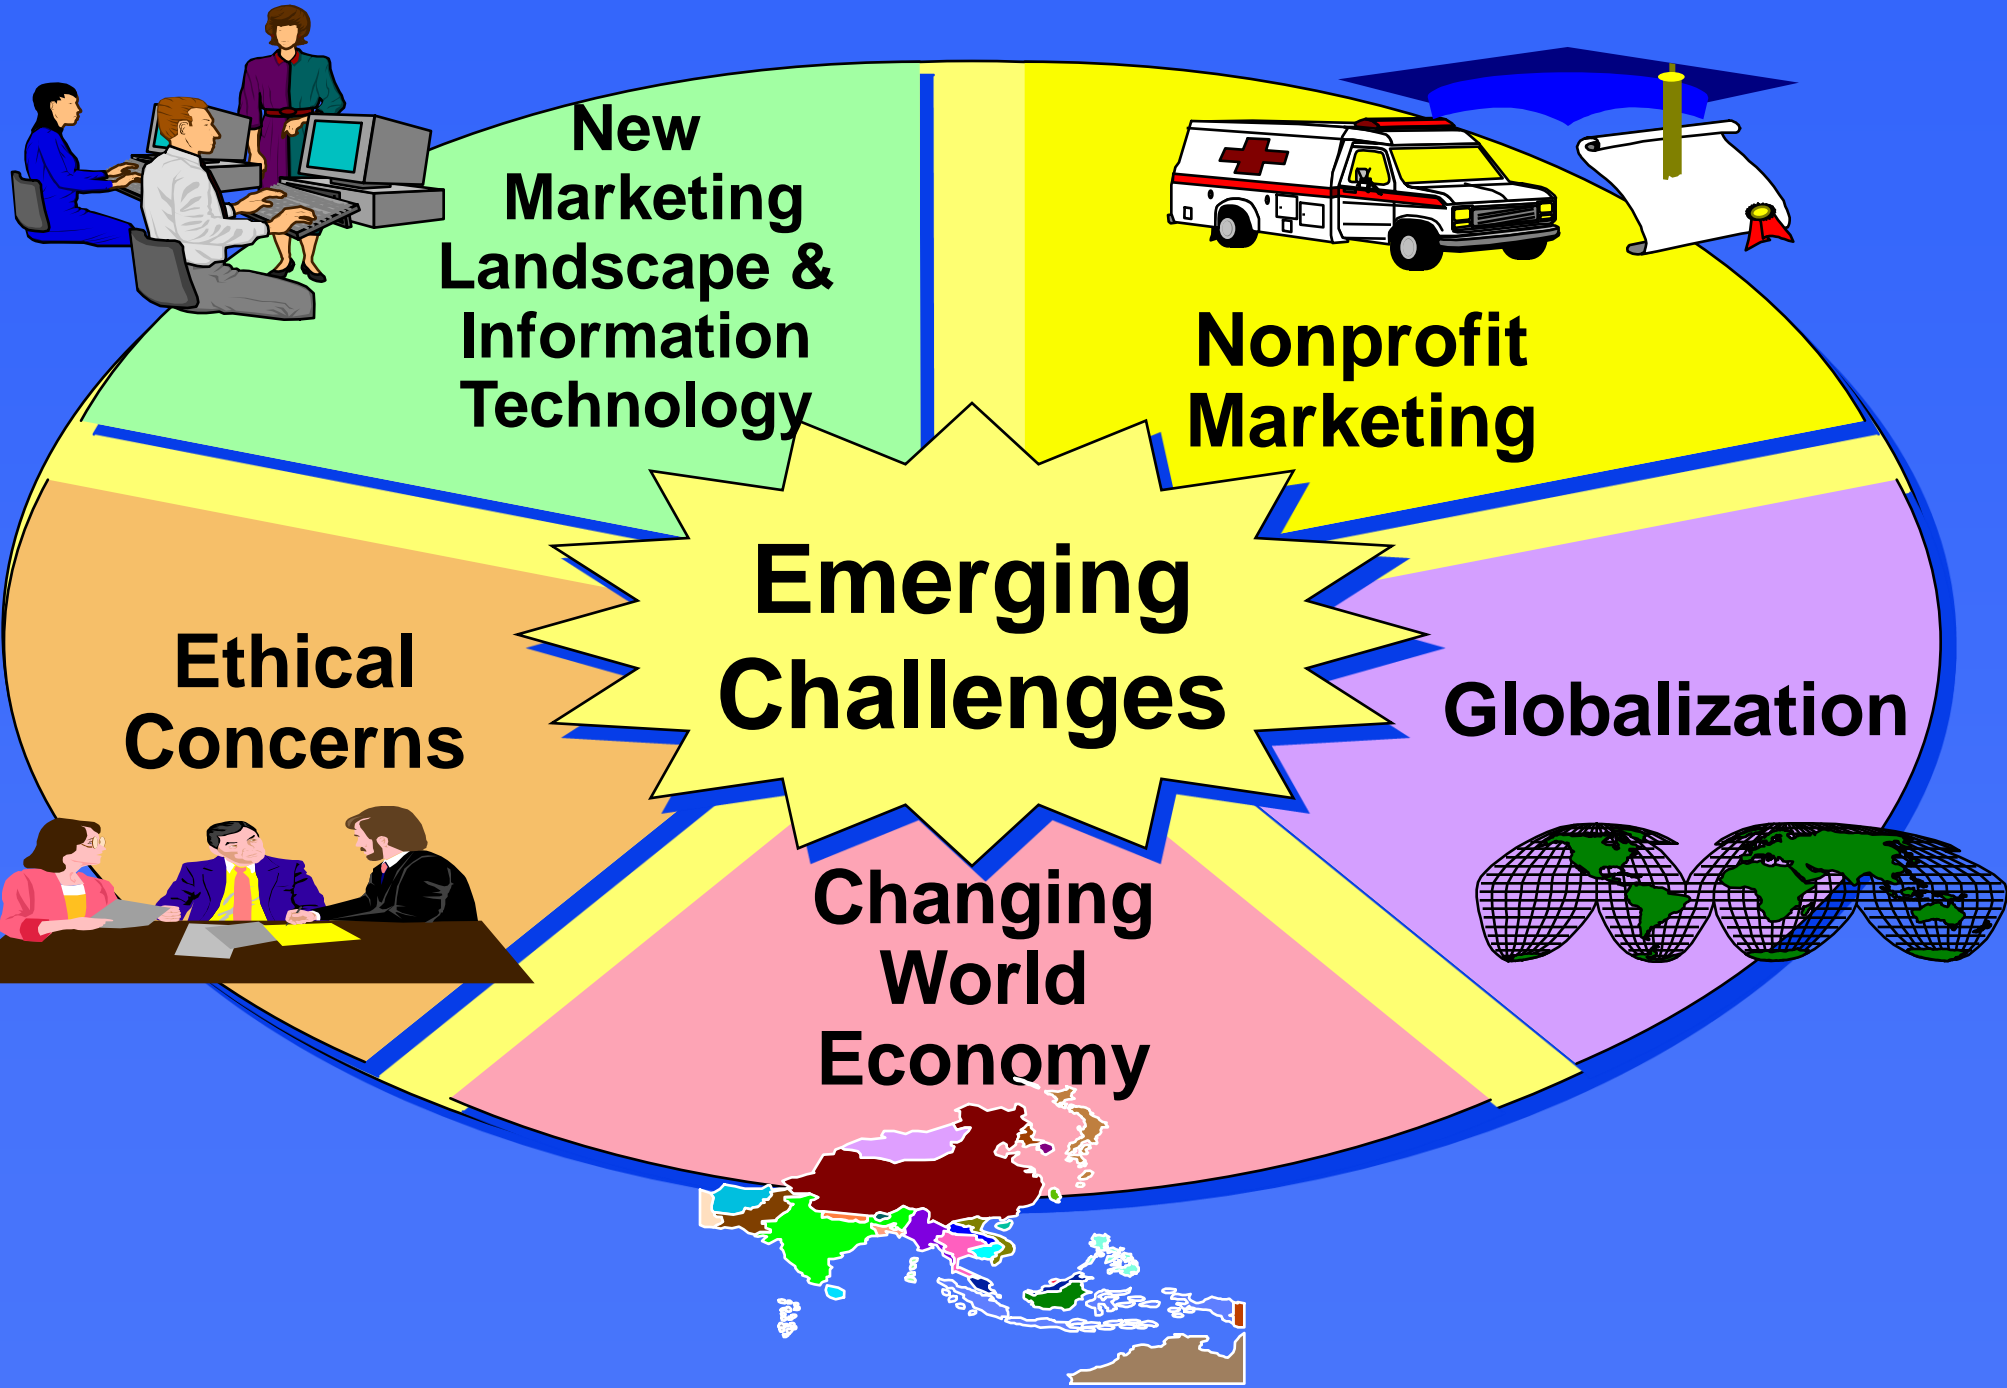 New
Marketing
Landscape &
Information
Technology
Nonprofit
Marketing
Emerging
Challenges
Ethical
Concerns
Globalization
Changing
World
Economy